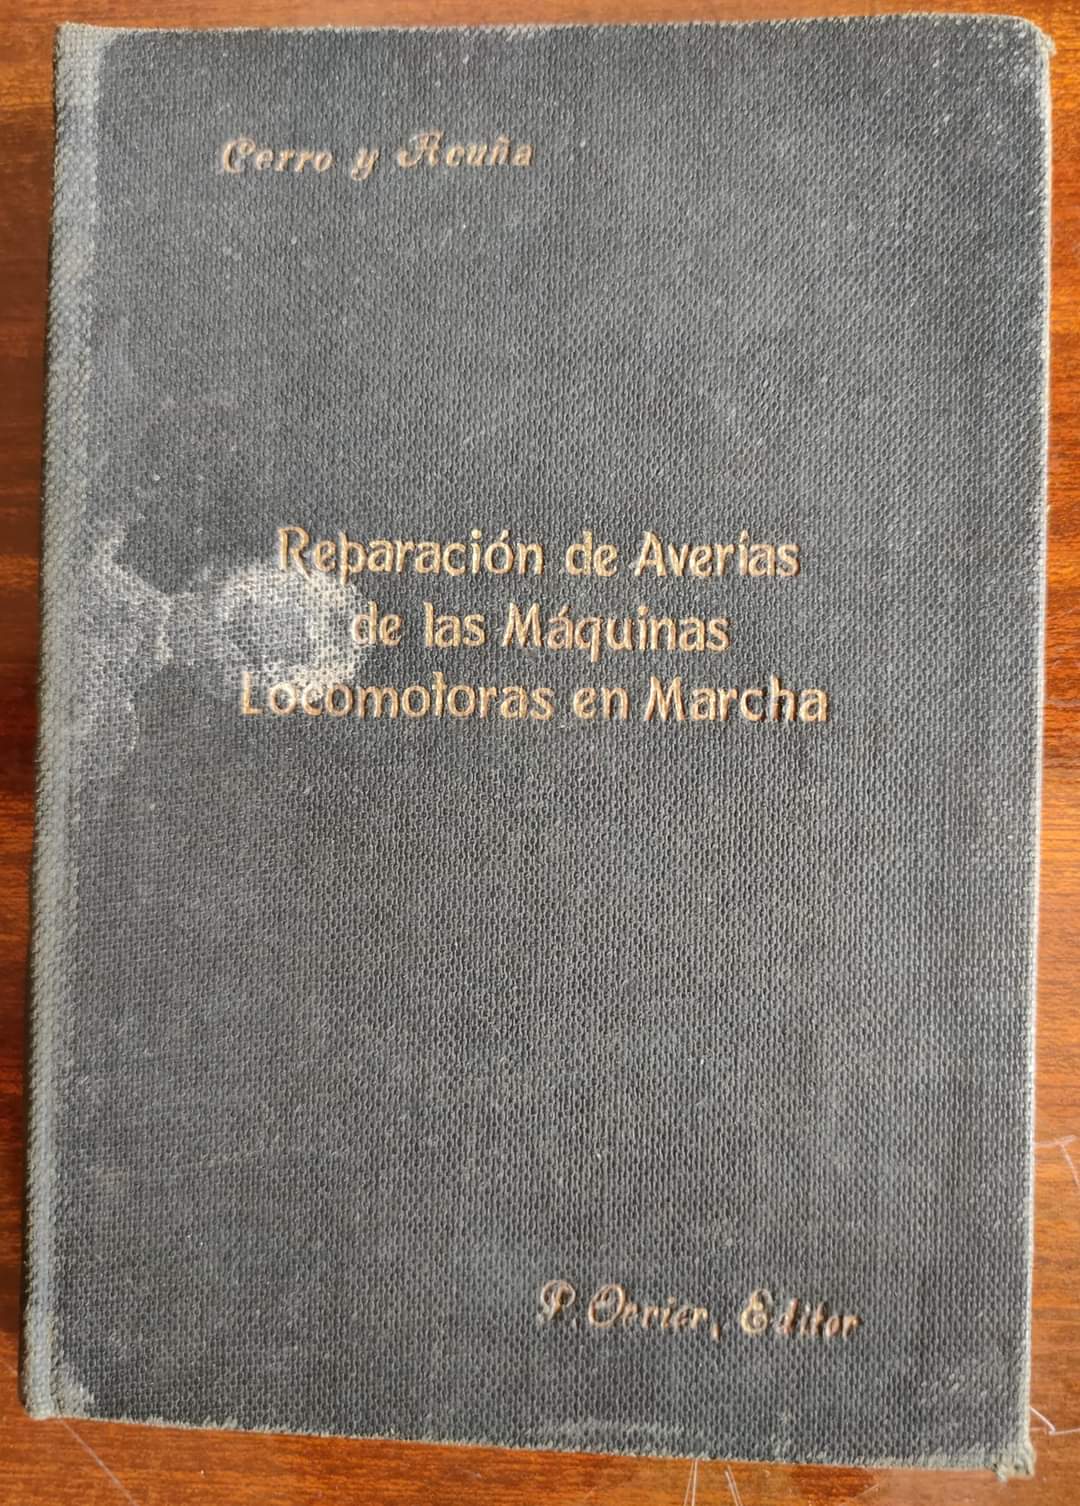 Cerro y Acuña
Reparación de Averías
de las Máquinas
Locomotoras en Marcha
P. Orrier, Editor